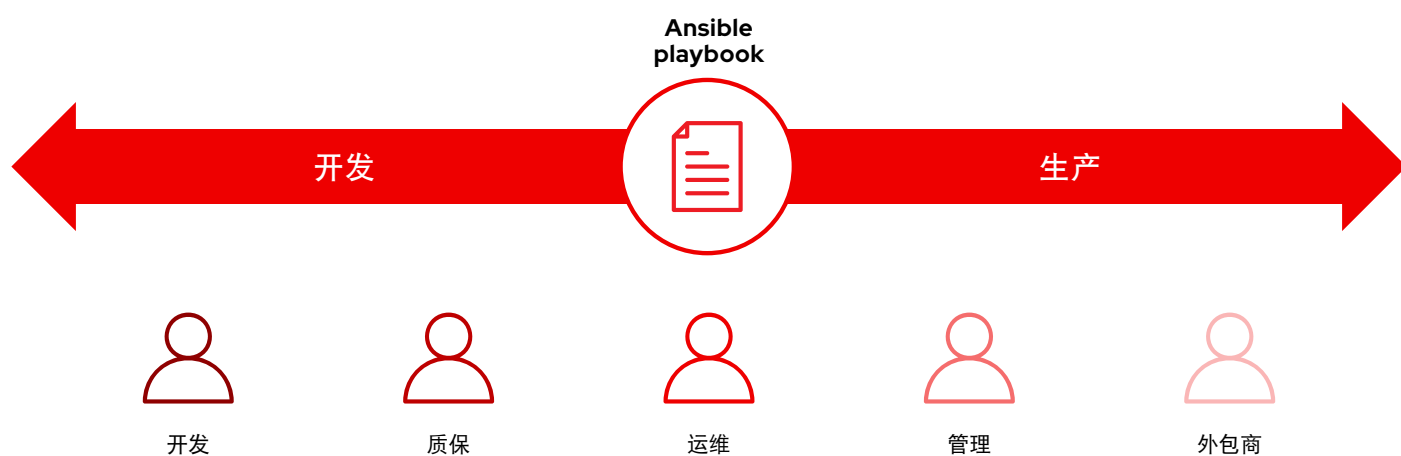 Ansible
playbook
开发
生产
开发
质保
运维
管理
外包商